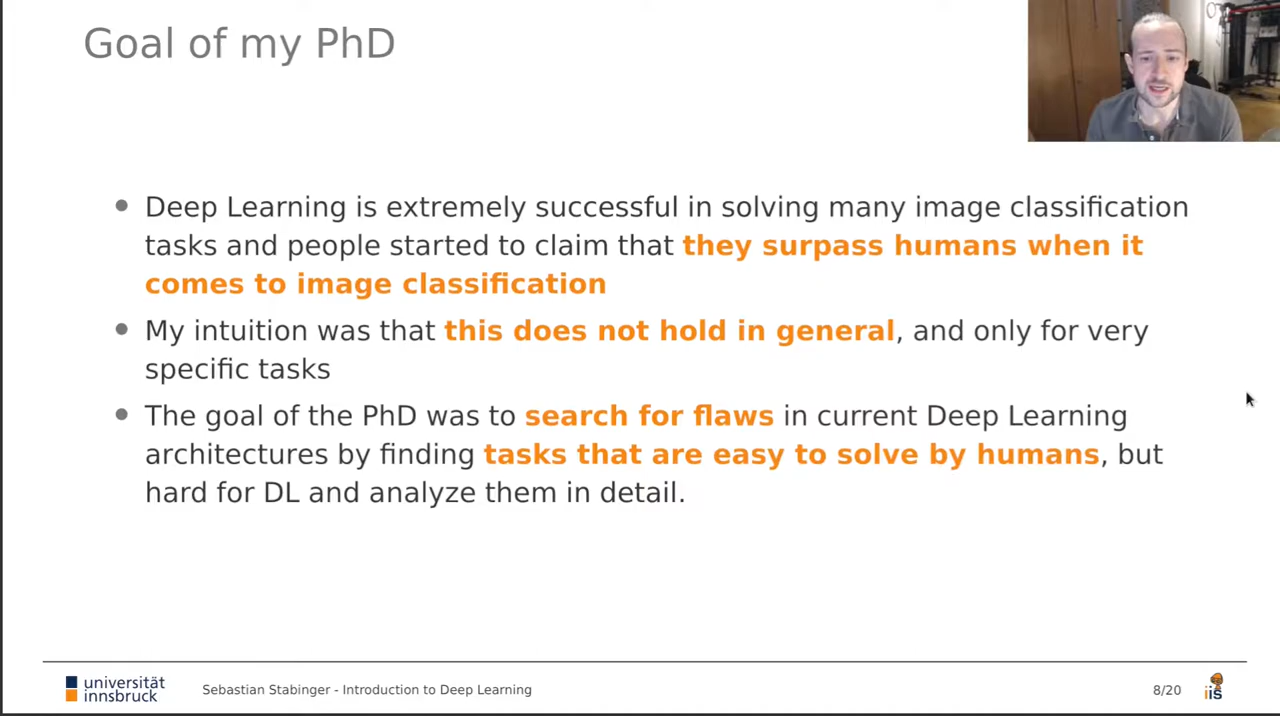 Goal of my PhD
• Deep Learning is extremely successful in solving many image classification
tasks and people started to claim that they surpass humans when it
comes to image classification
• My intuition was that this does not hold in general, and only for very
specific tasks
• The goal of the PhD was to search for flaws in current Deep Learning
architectures by finding tasks that are easy to solve by humans, but
hard for DL and analyze them in detail.
universität
innsbruck
Sebastian Stabinger - Introduction to Deep Learning
8/20
iis